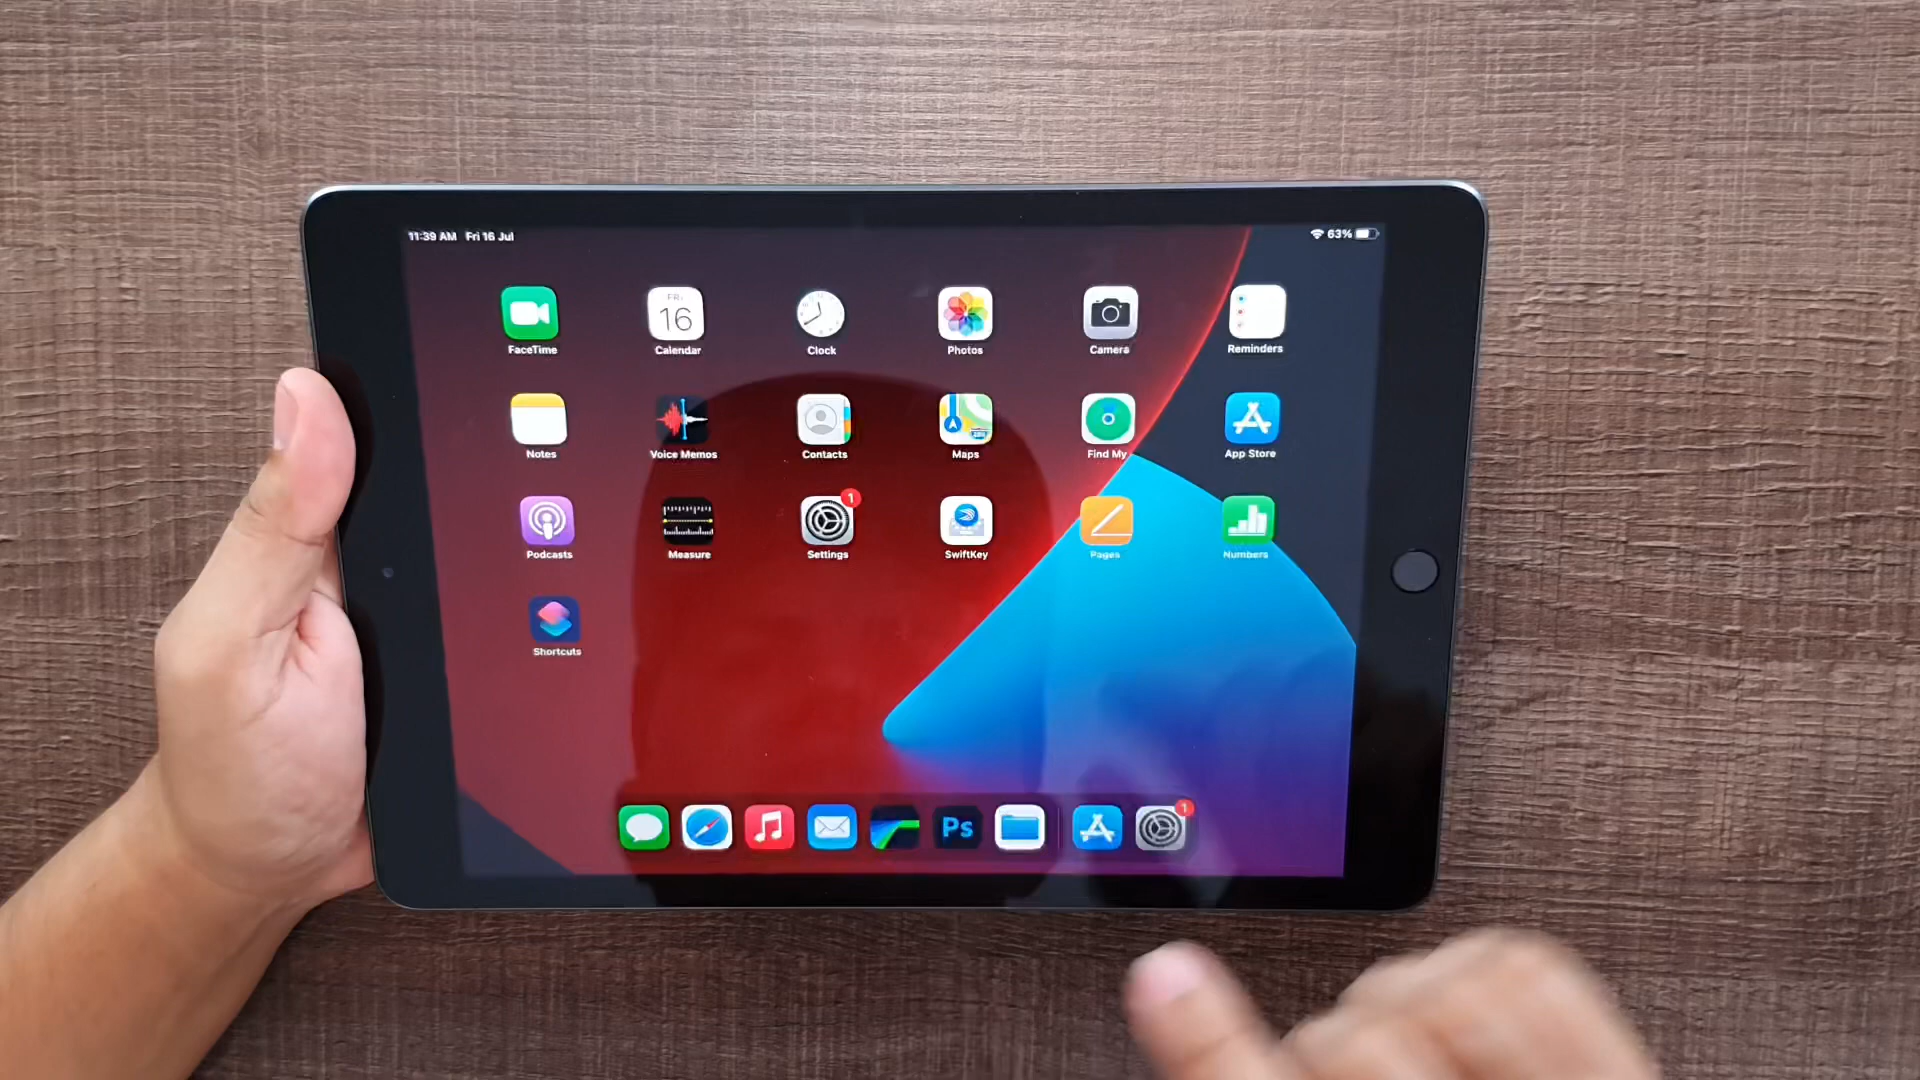 11:39 AM Fri 16 Jul
63%
FRI
16
FaceTime Calendar Clock Photos Camera Reminders
Notes Voice Memos Contacts Maps Find My App Store
1
Podcasts Measure Settings SwiftKey Pages Numbers
Shortcuts
Ps
1